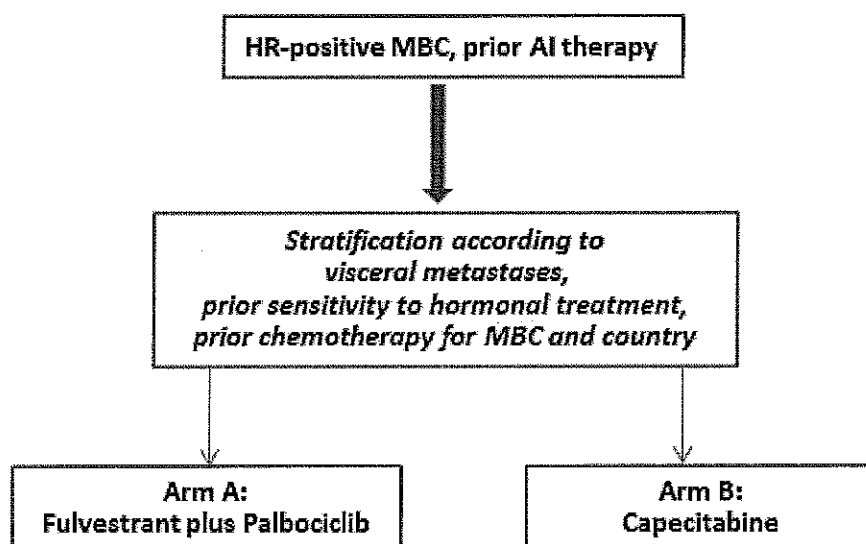 HR-positive MBC, prior AI therapy
Stratification according to
visceral metastases,
prior sensitivity to hormonal treatment,
prior chemotherapy for MBC and country
Arm A:
Fulvestrant plus Palbociclib
Arm B:
Capecitabine